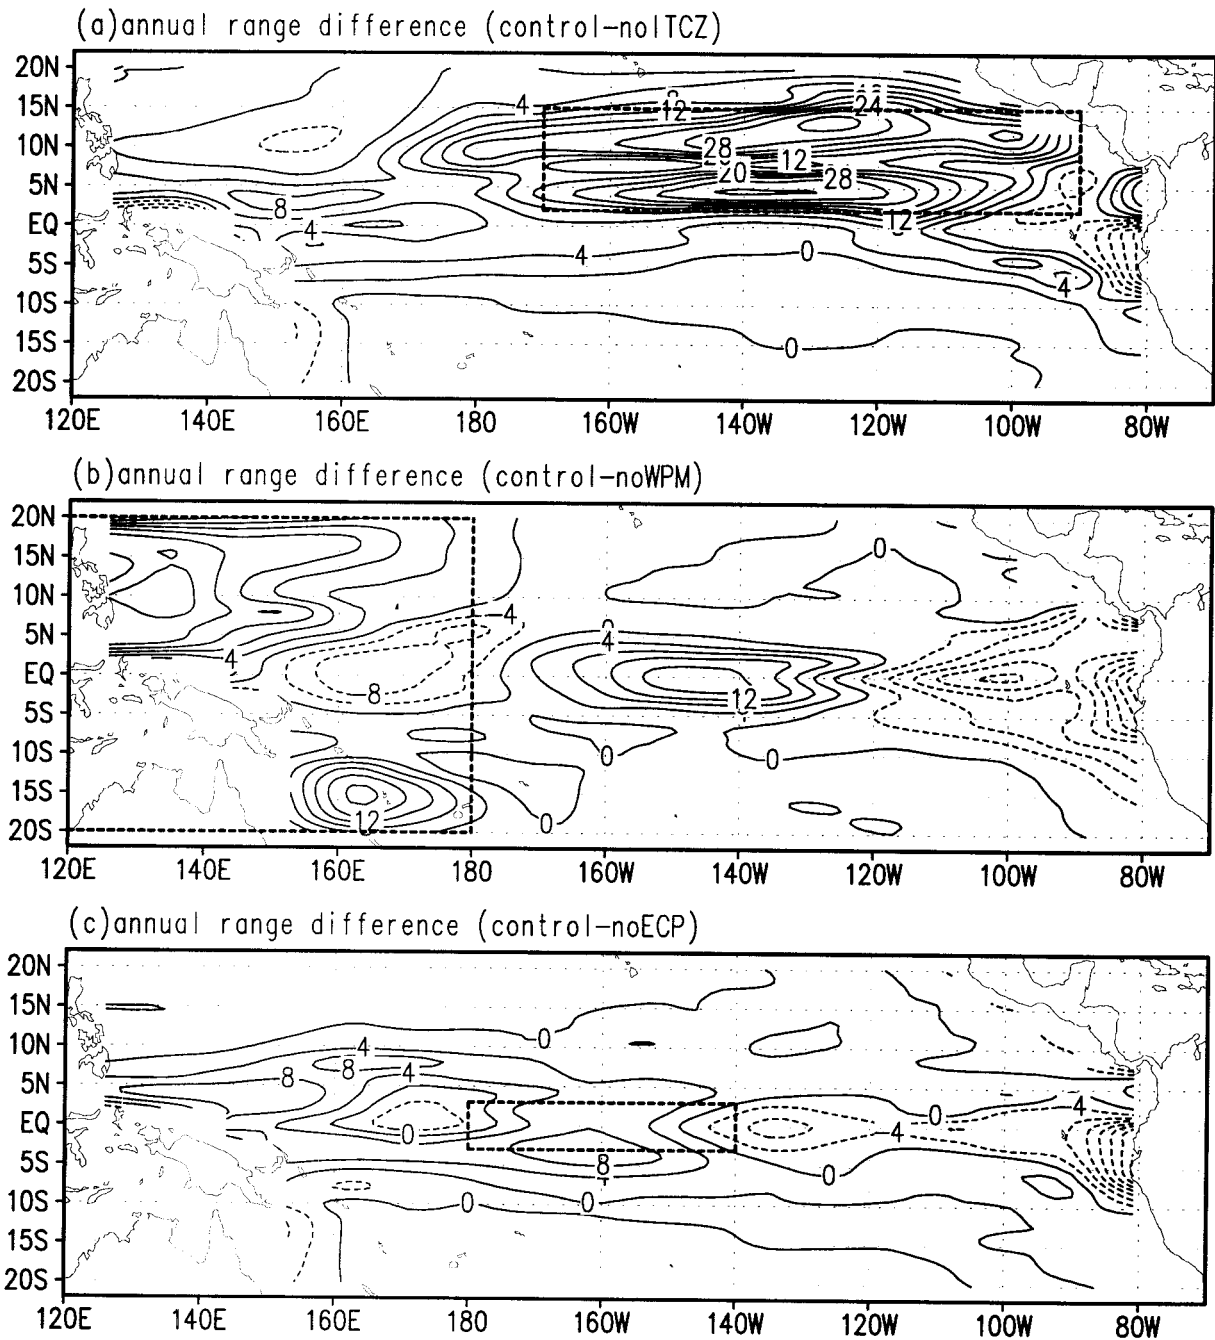 (a)annual range difference (control-noITCZ)
20N
15N
10N
5N
EQ
5S
10S
15S
20S
4
12
24
28
12
20
28
8
4
12
4
0
4
0
120E 140E 160E 180 160W 140W 120W 100W 80W
(b)annual range difference (control-noWPM)
20N
15N
10N
5N
EQ
5S
10S
15S
20S
0
4
0
4
4
8
12
0
0
12
0
120E 140E 160E 180 160W 140W 120W 100W 80W
(c)annual range difference (control-noECP)
20N
15N
10N
5N
EQ
5S
10S
15S
20S
0
4
8
8
4
4
0
0
4
8
0
0
0
120E 140E 160E 180 160W 140W 120W 100W 80W